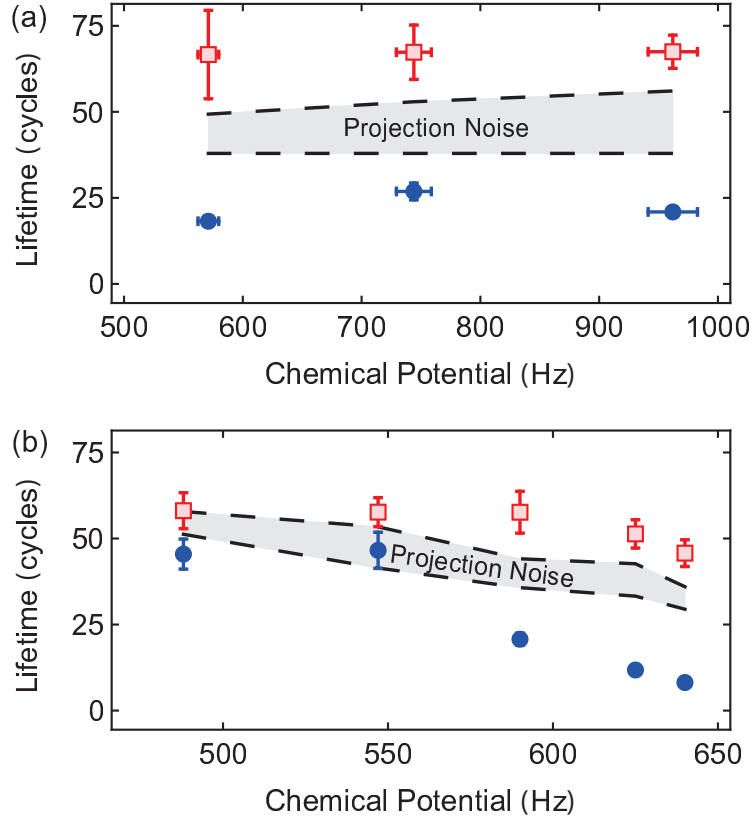 (a)
75
50
25
0
Lifetime (cycles)
Projection Noise
500 600 700 800 900 1000
Chemical Potential (Hz)
(b)
75
50
25
0
Lifetime (cycles)
Projection Noise
500 550 600 650
Chemical Potential (Hz)